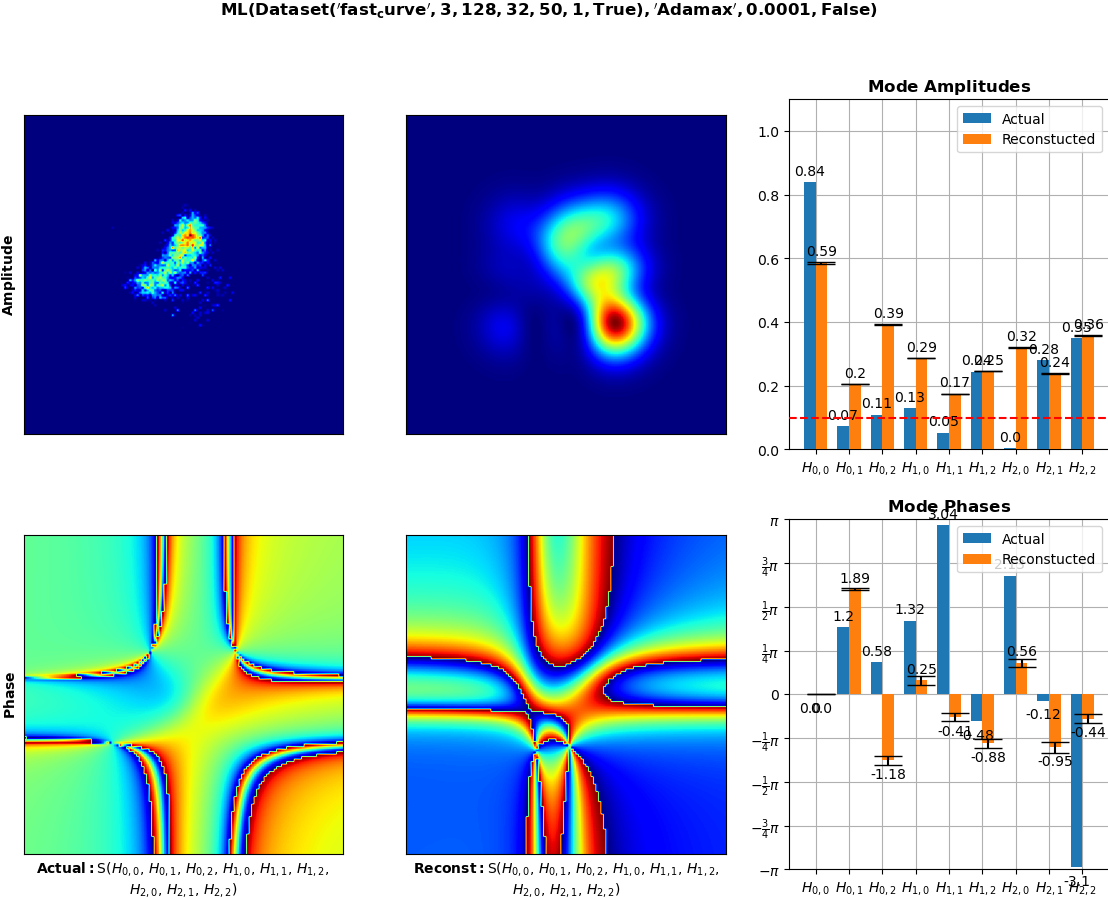 ML(Dataset('fast_curve', 3, 128, 32, 50, 1, True), 'Adamax', 0.0001, False)
Mode Amplitudes
Amplitude
Actual
Reconstucted
1.0
0.8
0.6
0.4
0.2
0.0
0.84 0.07 0.11 0.13 0.05 0.24 0.0 0.28 0.35
0.59 0.2 0.39 0.29 0.17 0.25 0.32 0.24 0.36
H0,0 H0,1 H0,2 H1,0 H1,1 H1,2 H2,0 H2,1 H2,2
Mode Phases
Phase
Actual
Reconstucted
π
3/4π
1/2π
1/4π
0
−1/4π
−1/2π
−3/4π
−π
0.0 1.2 0.58 1.32 3.04 -0.48 -0.12 -3.1
0.0 1.89 -1.18 0.25 -0.41 -0.88 0.56 -0.95 -0.44
H0,0 H0,1 H0,2 H1,0 H1,1 H1,2 H2,0 H2,1 H2,2
Actual: S(H0,0, H0,1, H0,2, H1,0, H1,1, H1,2,
H2,0, H2,1, H2,2)
Reconst: S(H0,0, H0,1, H0,2, H1,0, H1,1, H1,2,
H2,0, H2,1, H2,2)